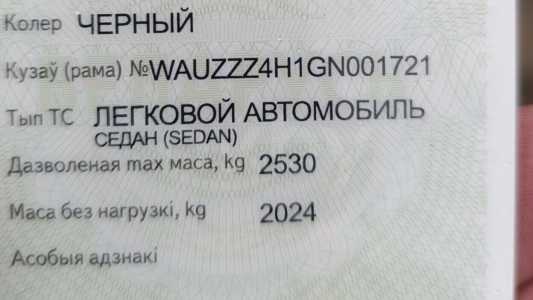 Колер ЧЕРНЫЙ
Кузаў (рама) №WAUZZZ4H1GN001721
Тып ТС ЛЕГКОВОЙ АВТОМОБИЛЬ
СЕДАН (SEDAN)
Дазволеная max маса, kg 2530
Маса без нагрузкі, kg 2024
Асобыя адзнакі